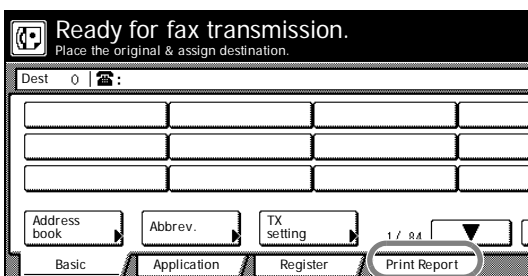 Ready for fax transmission.
Place the original & assign destination.
Dest 0 ☎:
Address book
Abbrev.
TX setting
1 / 84
Basic Application Register Print Report